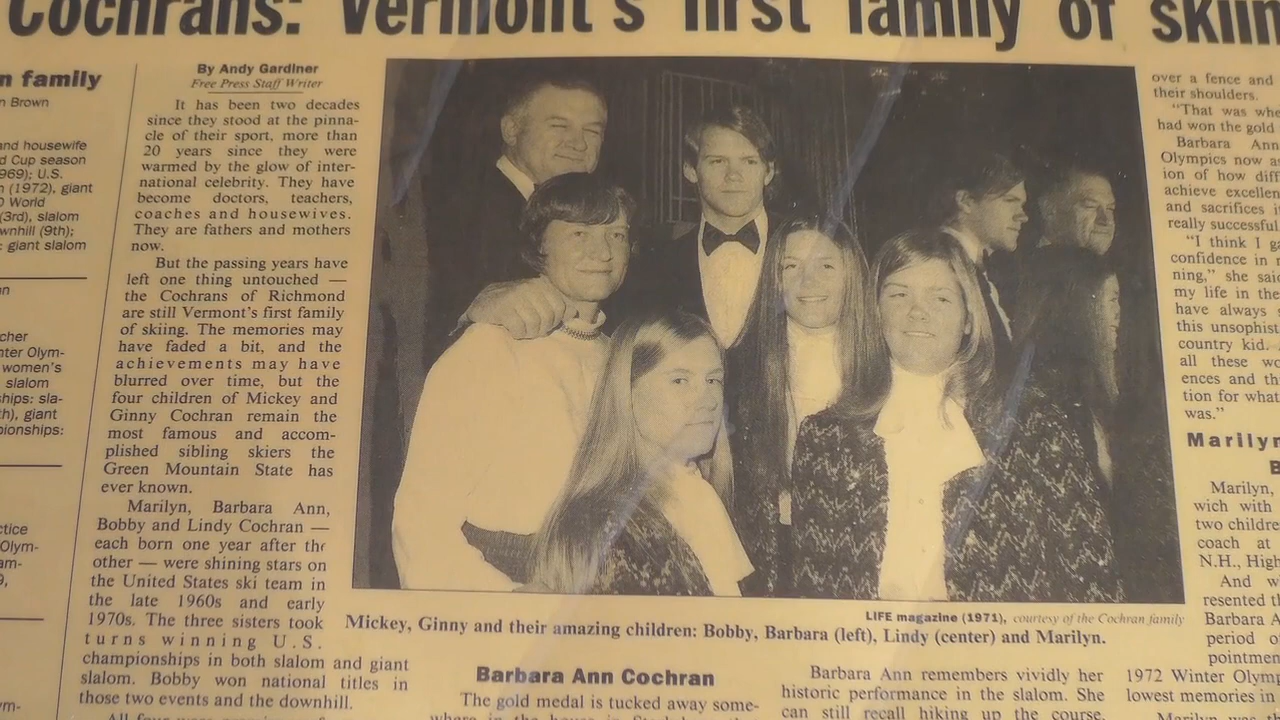 Cochrans: Vermont's first family of skiin
n family
n Brown
and housewife
d Cup season
969); U.S.
n (1972), giant
0 World
(3rd), slalom
wnhill (9th);
: giant slalom
an
cher
nter Olym-
women's
slalom
ships: sla-
th), giant
pionships:
ctice
Olym-
am-
9,
ym-
By Andy Gardiner
Free Press Staff Writer
It has been two decades
since they stood at the pinna-
cle of their sport, more than
20 years since they were
warmed by the glow of inter-
national celebrity. They have
become doctors, teachers,
coaches and housewives.
They are fathers and mothers
now.
But the passing years have
left one thing untouched —
the Cochrans of Richmond
are still Vermont's first family
of skiing. The memories may
have faded a bit, and the
achievements may have
blurred over time, but the
four children of Mickey and
Ginny Cochran remain the
most famous and accom-
plished sibling skiers the
Green Mountain State has
ever known.
Marilyn, Barbara Ann,
Bobby and Lindy Cochran —
each born one year after the
other — were shining stars on
the United States ski team in
the late 1960s and early
1970s. The three sisters took
turns winning U.S.
championships in both slalom and giant
slalom. Bobby won national titles in
those two events and the downhill.
LIFE magazine (1971), courtesy of the Cochran family
Mickey, Ginny and their amazing children: Bobby, Barbara (left), Lindy (center) and Marilyn.
Barbara Ann Cochran
The gold medal is tucked away some-
Barbara Ann remembers vividly her
historic performance in the slalom. She
can still recall hiking up the course,
over a fence and
their shoulders.
"That was whe
had won the gold
Barbara Ann
Olympics now a
ion of how diff
achieve excellen
and sacrifices i
really successful
"I think I ga
confidence in m
ning," she said
my life in the
have always
this unsophist
country kid.
all these wo
ences and th
tion for what
was."
Marilyn
B
Marilyn,
wich with
two childre
coach at
N.H., High
And w
resented th
Barbara A
period o
pointmen
1972 Winter Olymp
lowest memories in